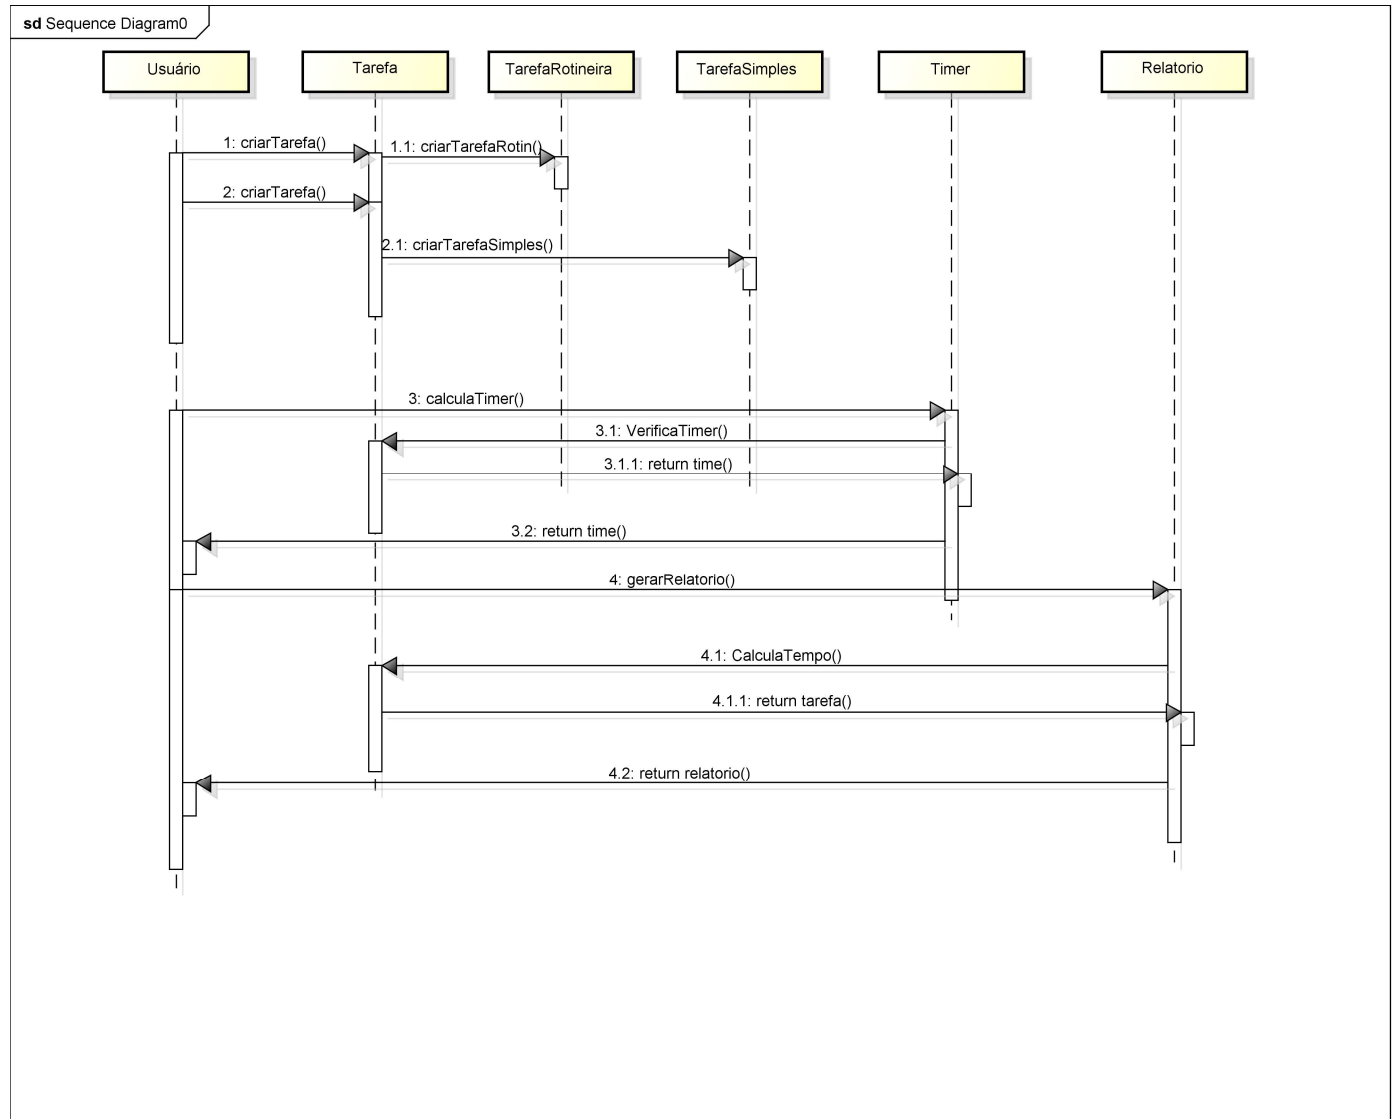 sd Sequence Diagram0
Usuário
Tarefa
TarefaRotineira
TarefaSimples
Timer
Relatorio
1: criarTarefa()
1.1: criarTarefaRotin()
2: criarTarefa()
2.1: criarTarefaSimples()
3: calculaTimer()
3.1: VerificaTimer()
3.1.1: return time()
3.2: return time()
4: gerarRelatorio()
4.1: CalculaTempo()
4.1.1: return tarefa()
4.2: return relatorio()